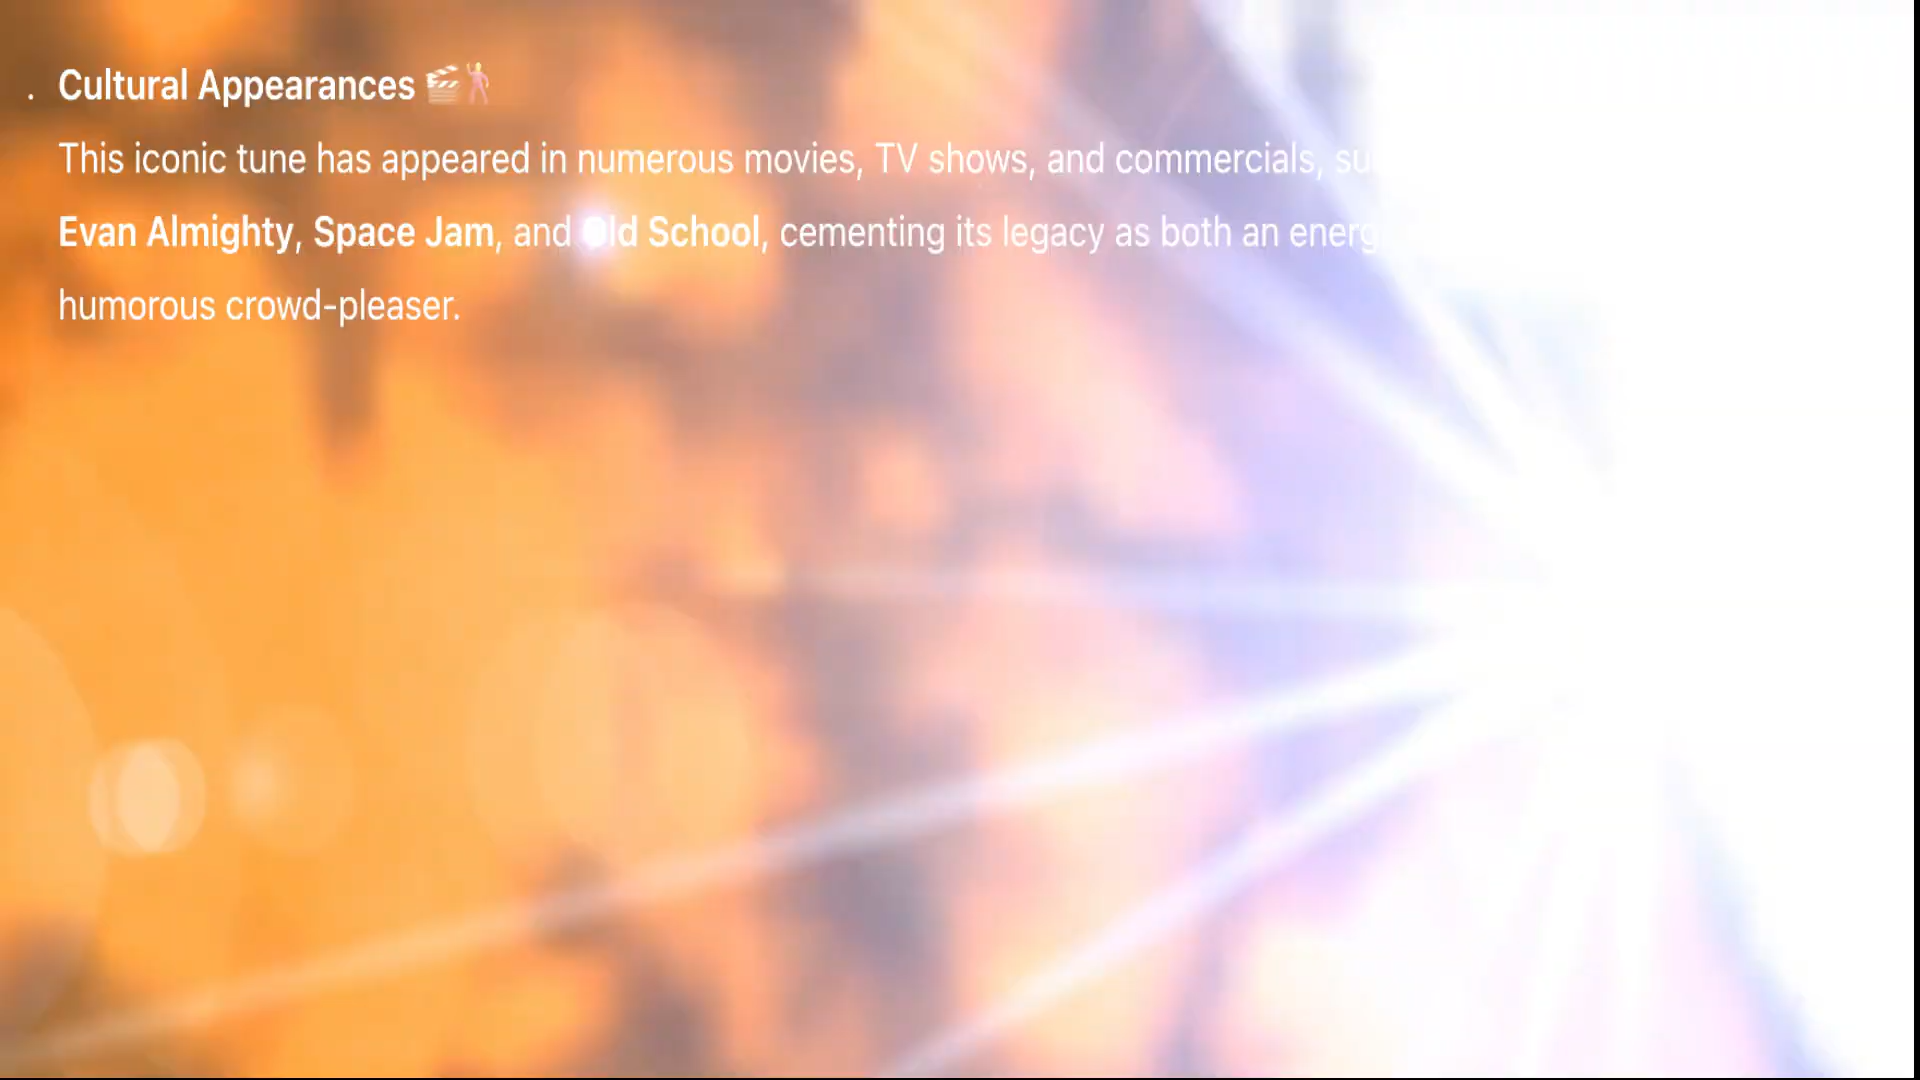 . Cultural Appearances 🎬🕺
This iconic tune has appeared in numerous movies, TV shows, and commercials,
Evan Almighty, Space Jam, and Old School, cementing its legacy as both an
humorous crowd-pleaser.